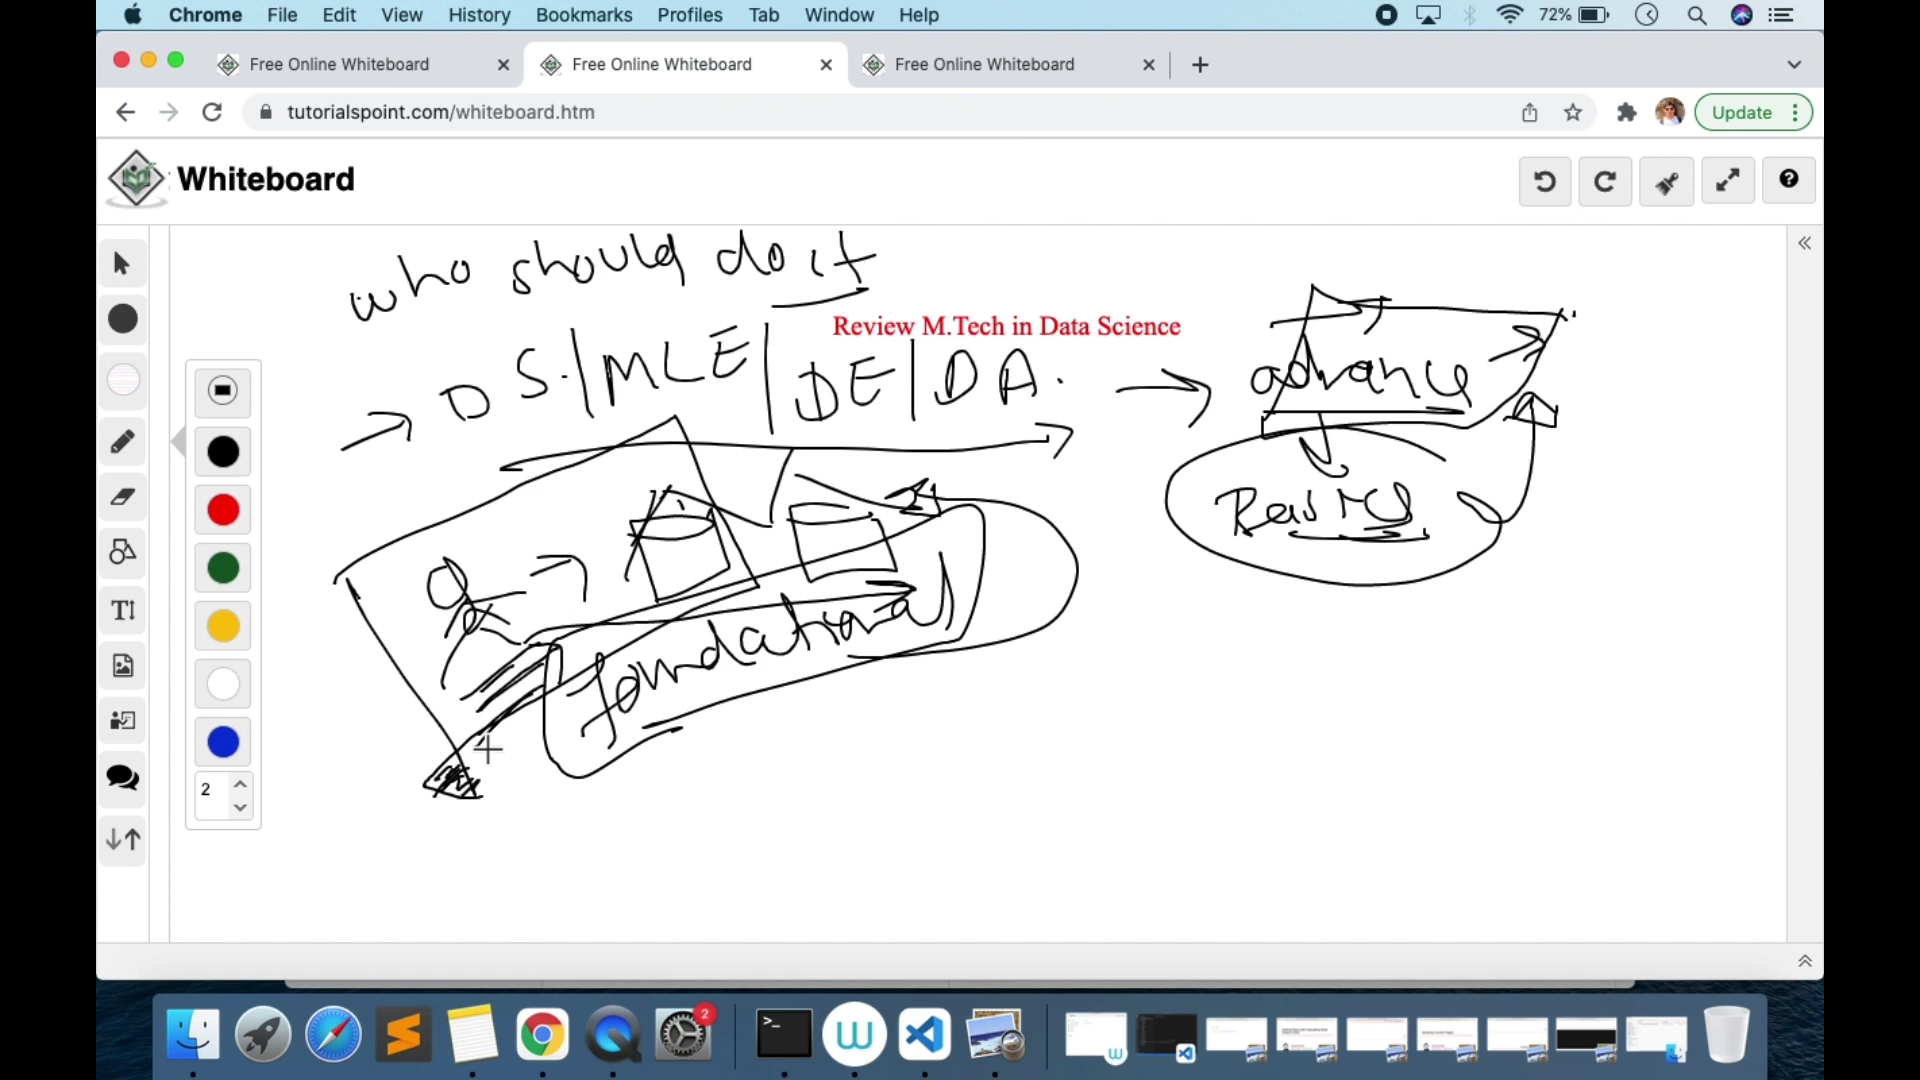 Chrome File Edit View History Bookmarks Profiles Tab Window Help 72%
Free Online Whiteboard Free Online Whiteboard Free Online Whiteboard
tutorialspoint.com/whiteboard.htm Update
Whiteboard
who should do it
Review M.Tech in Data Science
DS|MLE|DE|DA. advance
foundational
TI
2
2